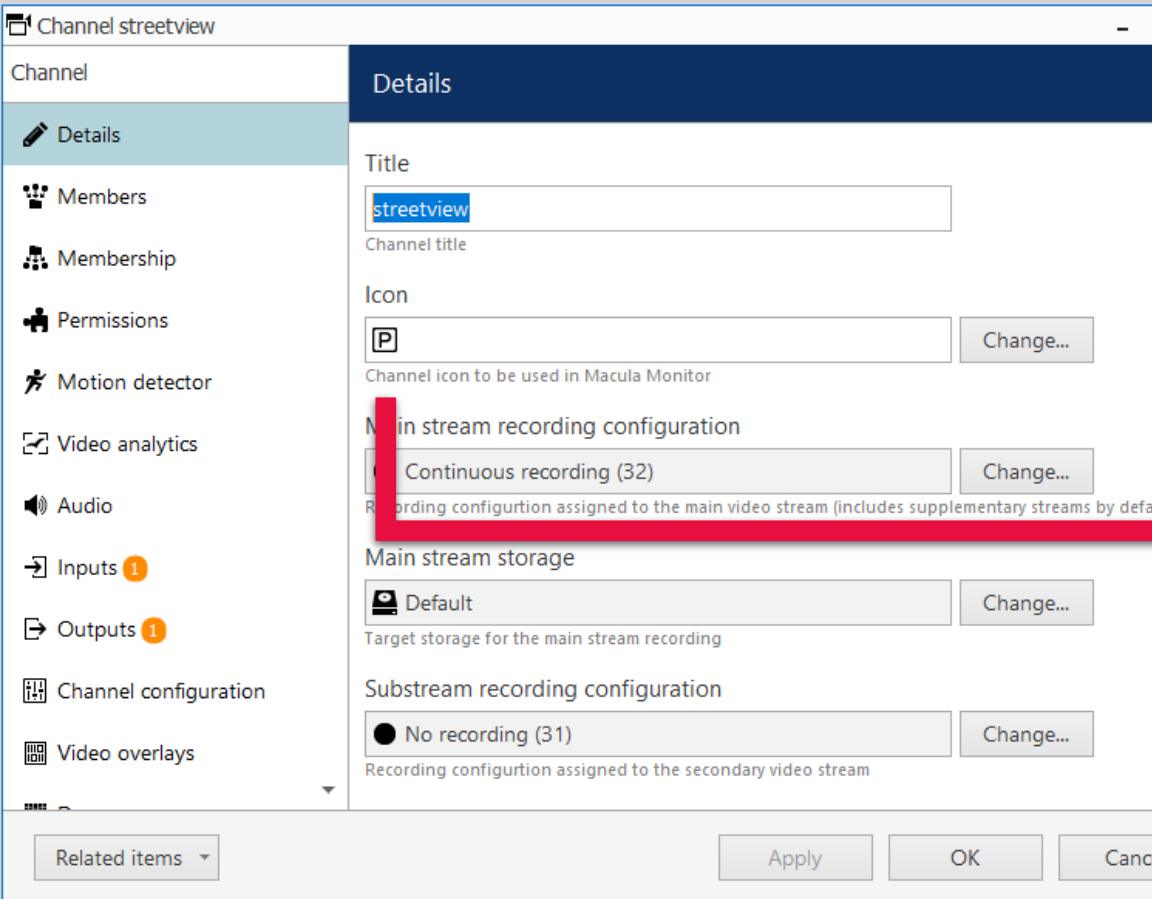 Channel streetview
Channel
Details
Details
Members
Membership
Permissions
Motion detector
Video analytics
Audio
Inputs 1
Outputs 1
Channel configuration
Video overlays
Title
streetview
Channel title
Icon
P
Change...
Channel icon to be used in Macula Monitor
in stream recording configuration
Continuous recording (32)
Change...
configurtion assigned to the main video stream (includes supplementary streams by
Main stream storage
Default
Change...
Target storage for the main stream recording
Substream recording configuration
No recording (31)
Change...
Recording configurtion assigned to the secondary video stream
Related items
Apply
OK